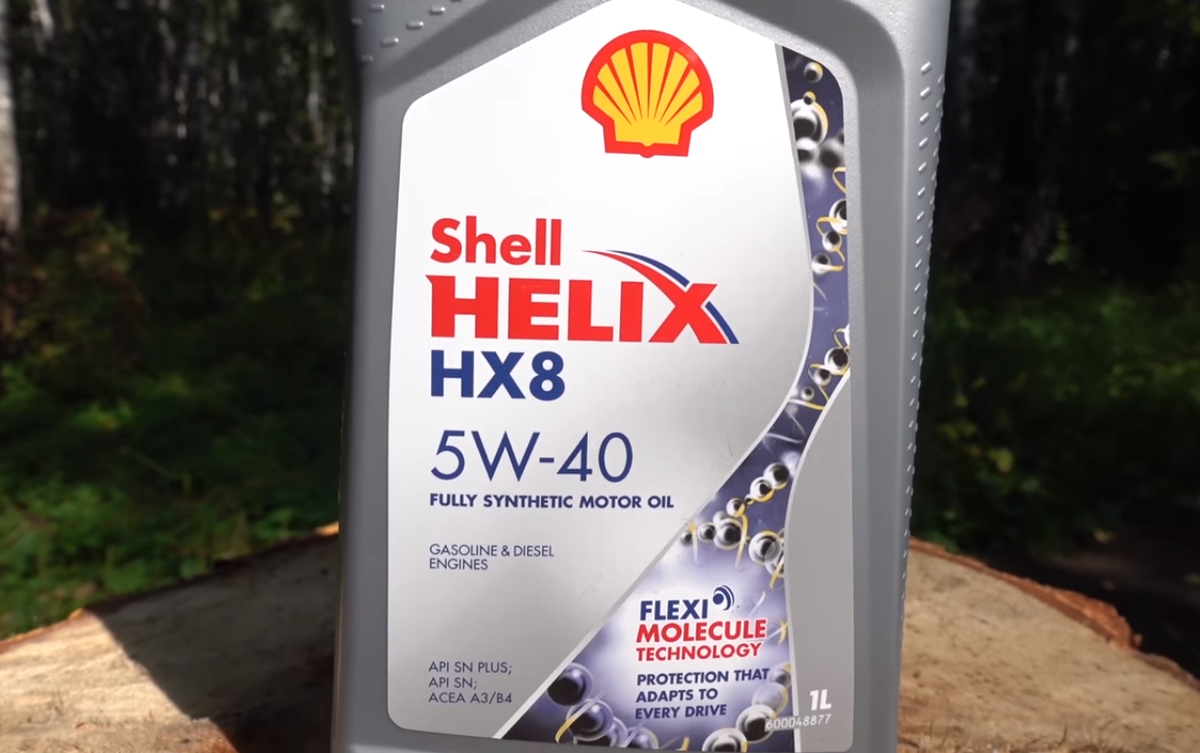 Shell
HELIX
HX8
5W-40
FULLY SYNTHETIC MOTOR OIL
GASOLINE & DIESEL
ENGINES
API SN PLUS;
API SN;
ACEA A3/B4
FLEXI
MOLECULE
TECHNOLOGY
PROTECTION THAT
ADAPTS TO
EVERY DRIVE
1L
600048877